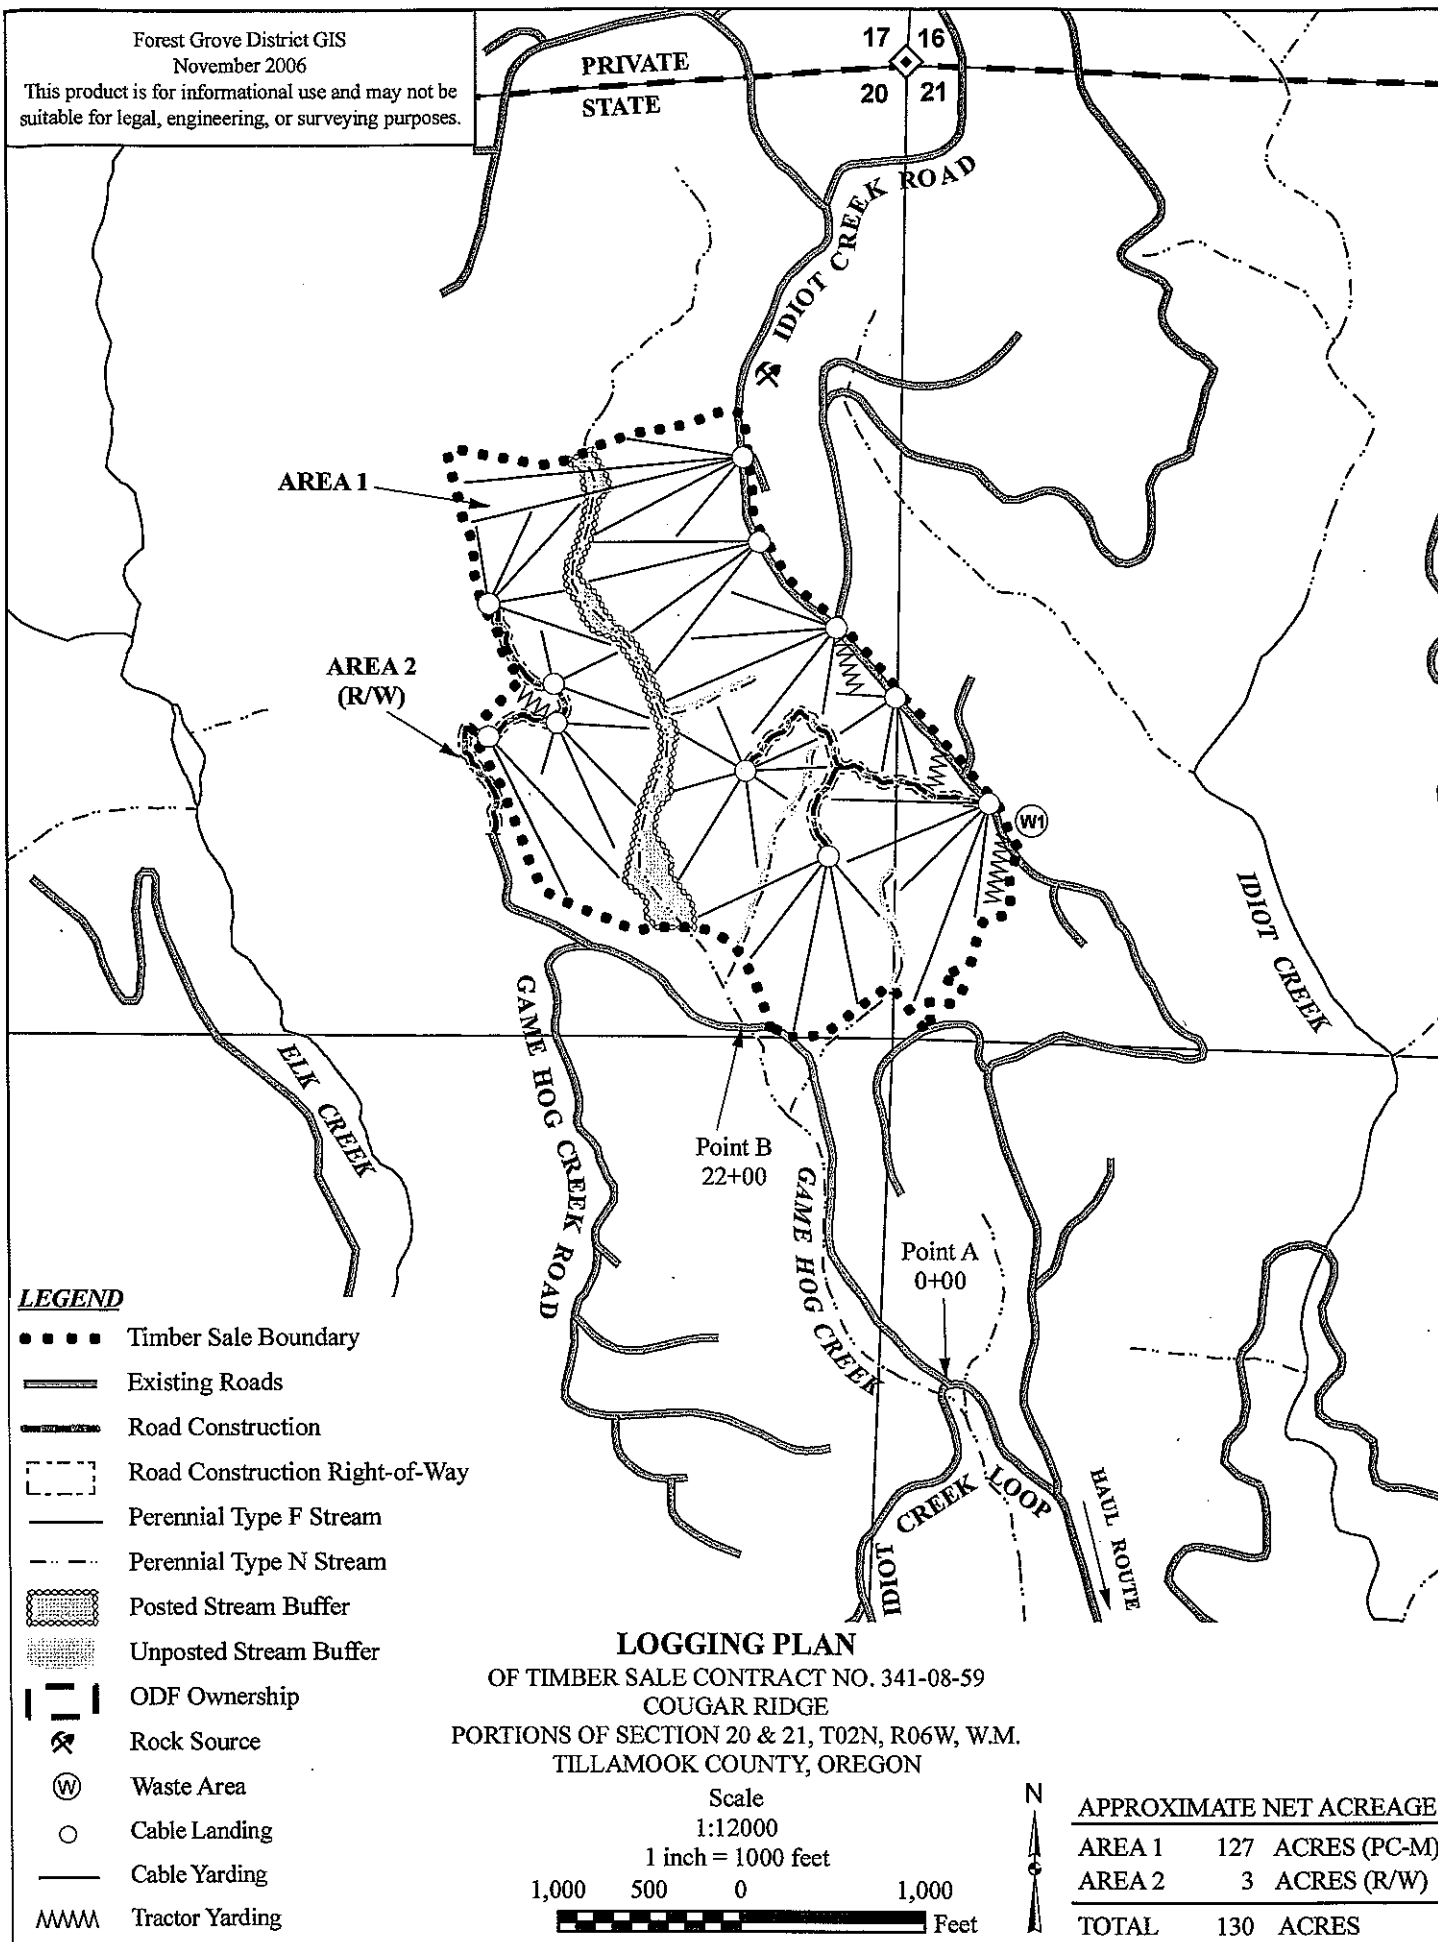 Forest Grove District GIS
November 2006
This product is for informational use and may not be
suitable for legal, engineering, or surveying purposes.
PRIVATE
STATE
17 16
20 21
IDIOT CREEK ROAD
AREA 1
AREA 2
(R/W)
W1
IDIOT CREEK
ELK CREEK
GAME HOG CREEK ROAD
Point B
22+00
GAME HOG CREEK
Point A
0+00
IDIOT CREEK LOOP
HAUL ROUTE
LEGEND
Timber Sale Boundary
Existing Roads
Road Construction
Road Construction Right-of-Way
Perennial Type F Stream
Perennial Type N Stream
Posted Stream Buffer
Unposted Stream Buffer
ODF Ownership
Rock Source
W Waste Area
Cable Landing
Cable Yarding
Tractor Yarding
LOGGING PLAN
OF TIMBER SALE CONTRACT NO. 341-08-59
COUGAR RIDGE
PORTIONS OF SECTION 20 & 21, T02N, R06W, W.M.
TILLAMOOK COUNTY, OREGON
Scale
1:12000
1 inch = 1000 feet
1,000 500 0 1,000
Feet
N
APPROXIMATE NET ACREAGE
AREA 1 127 ACRES (PC-M)
AREA 2 3 ACRES (R/W)
TOTAL 130 ACRES